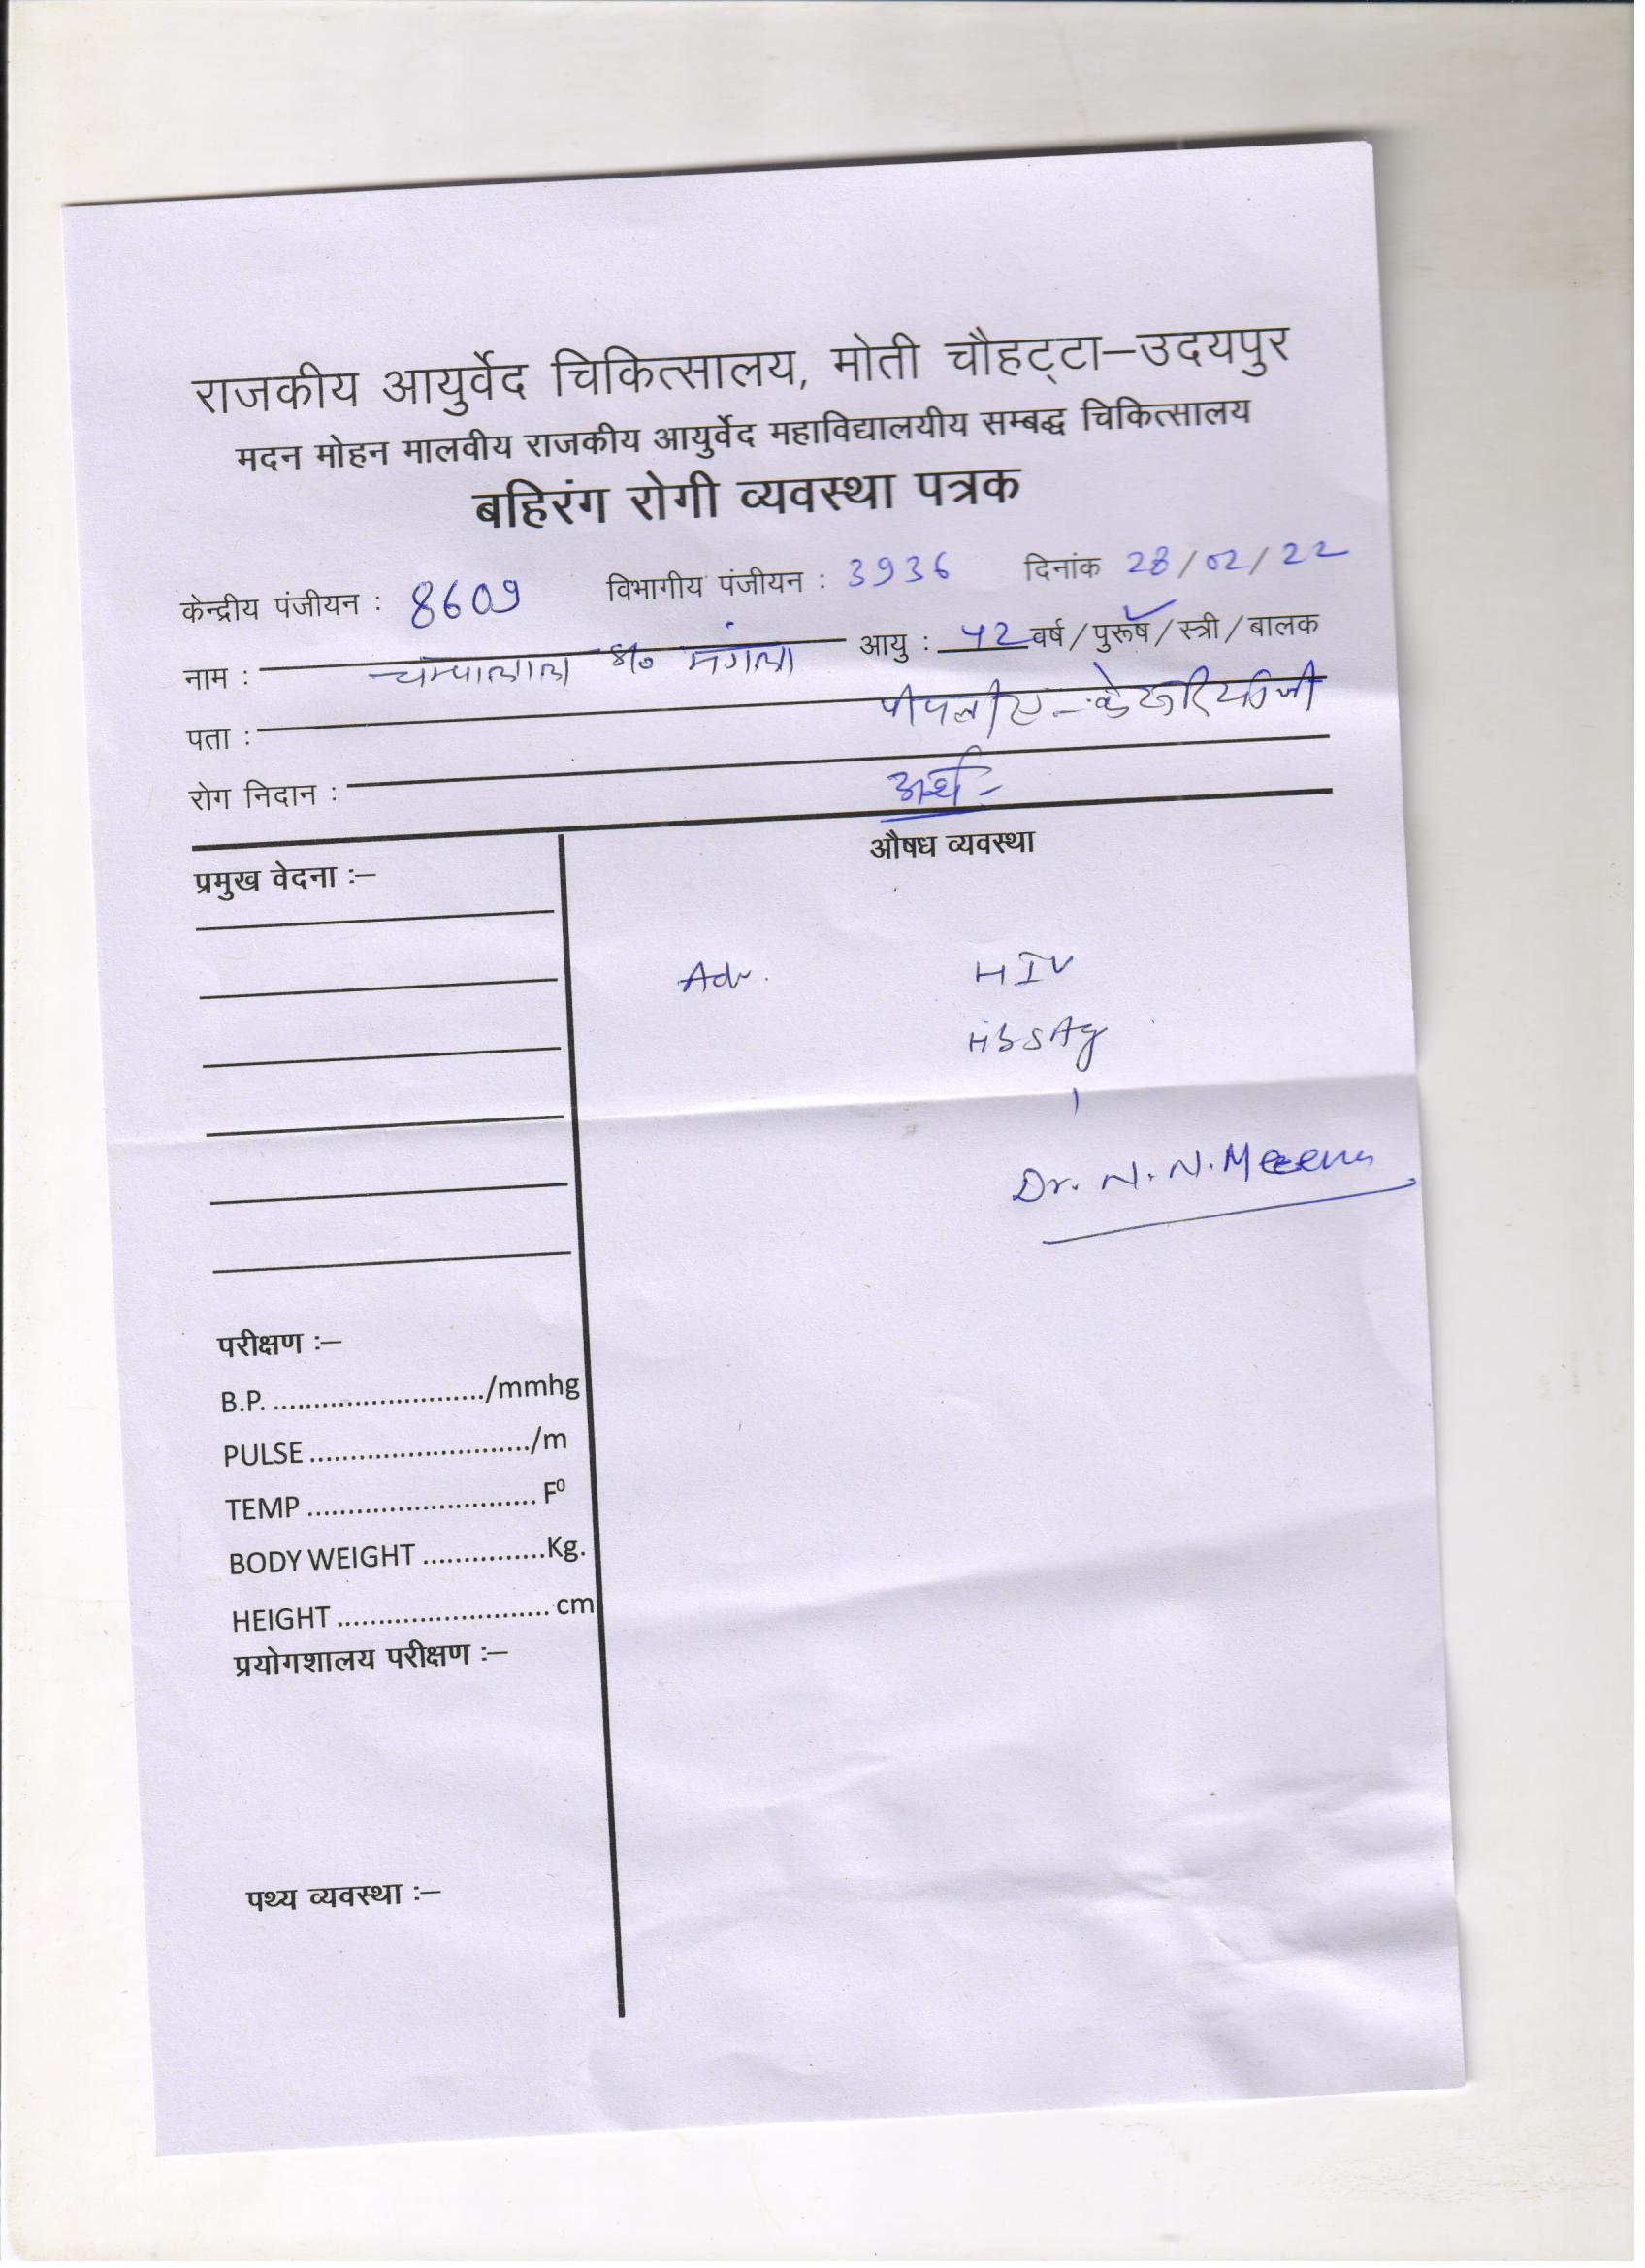 राजकीय आयुर्वेद चिकित्सालय, मोती चौहट्टा–उदयपुर
मदन मोहन मालवीय राजकीय आयुर्वेद महाविद्यालयीय सम्बद्ध चिकित्सालय
बहिरंग रोगी व्यवस्था पत्रक
केन्द्रीय पंजीयन : 8609 विभागीय पंजीयन : 3936 दिनांक 28/02/22
नाम : चम्पालाल S/o मंगला आयु : 42 वर्ष/पुरूष/स्त्री/बालक
पता :
रोग निदान : अर्श -
प्रमुख वेदना :–
औषध व्यवस्था
Adv. HIV
HbsAg
Dr. N. N. Meena
परीक्षण :–
B.P. ........................../mmhg
PULSE .........................../m
TEMP ............................ F⁰
BODY WEIGHT ...............Kg.
HEIGHT .......................... cm
प्रयोगशालय परीक्षण :–
पथ्य व्यवस्था :–